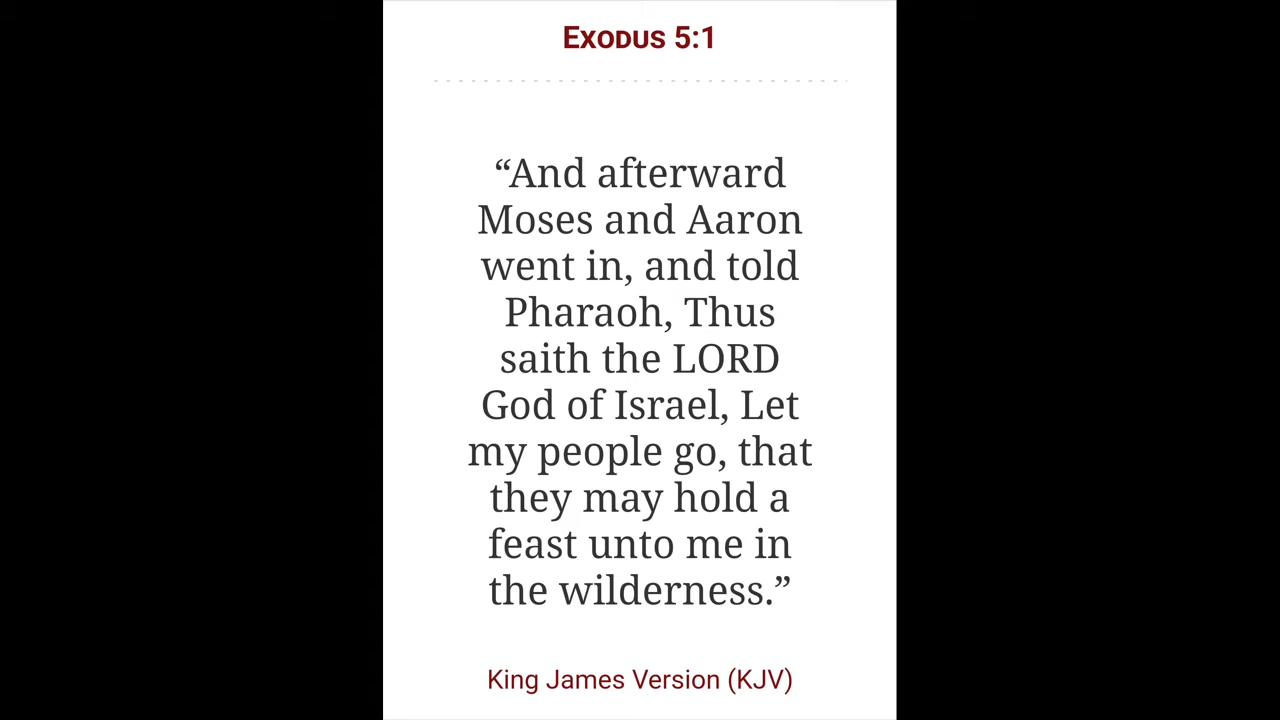 Exodus 5:1
“And afterward
Moses and Aaron
went in, and told
Pharaoh, Thus
saith the LORD
God of Israel, Let
my people go, that
they may hold a
feast unto me in
the wilderness.”
King James Version (KJV)